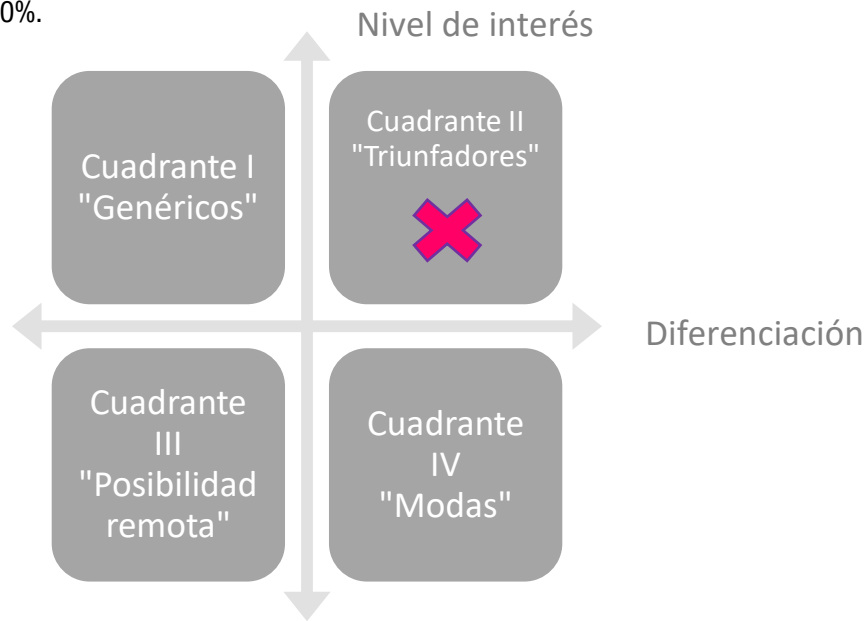 0%.
Nivel de interés
Cuadrante I
"Genéricos"
Cuadrante II
"Triunfadores"
Diferenciación
Cuadrante
III
"Posibilidad
remota"
Cuadrante
IV
"Modas"